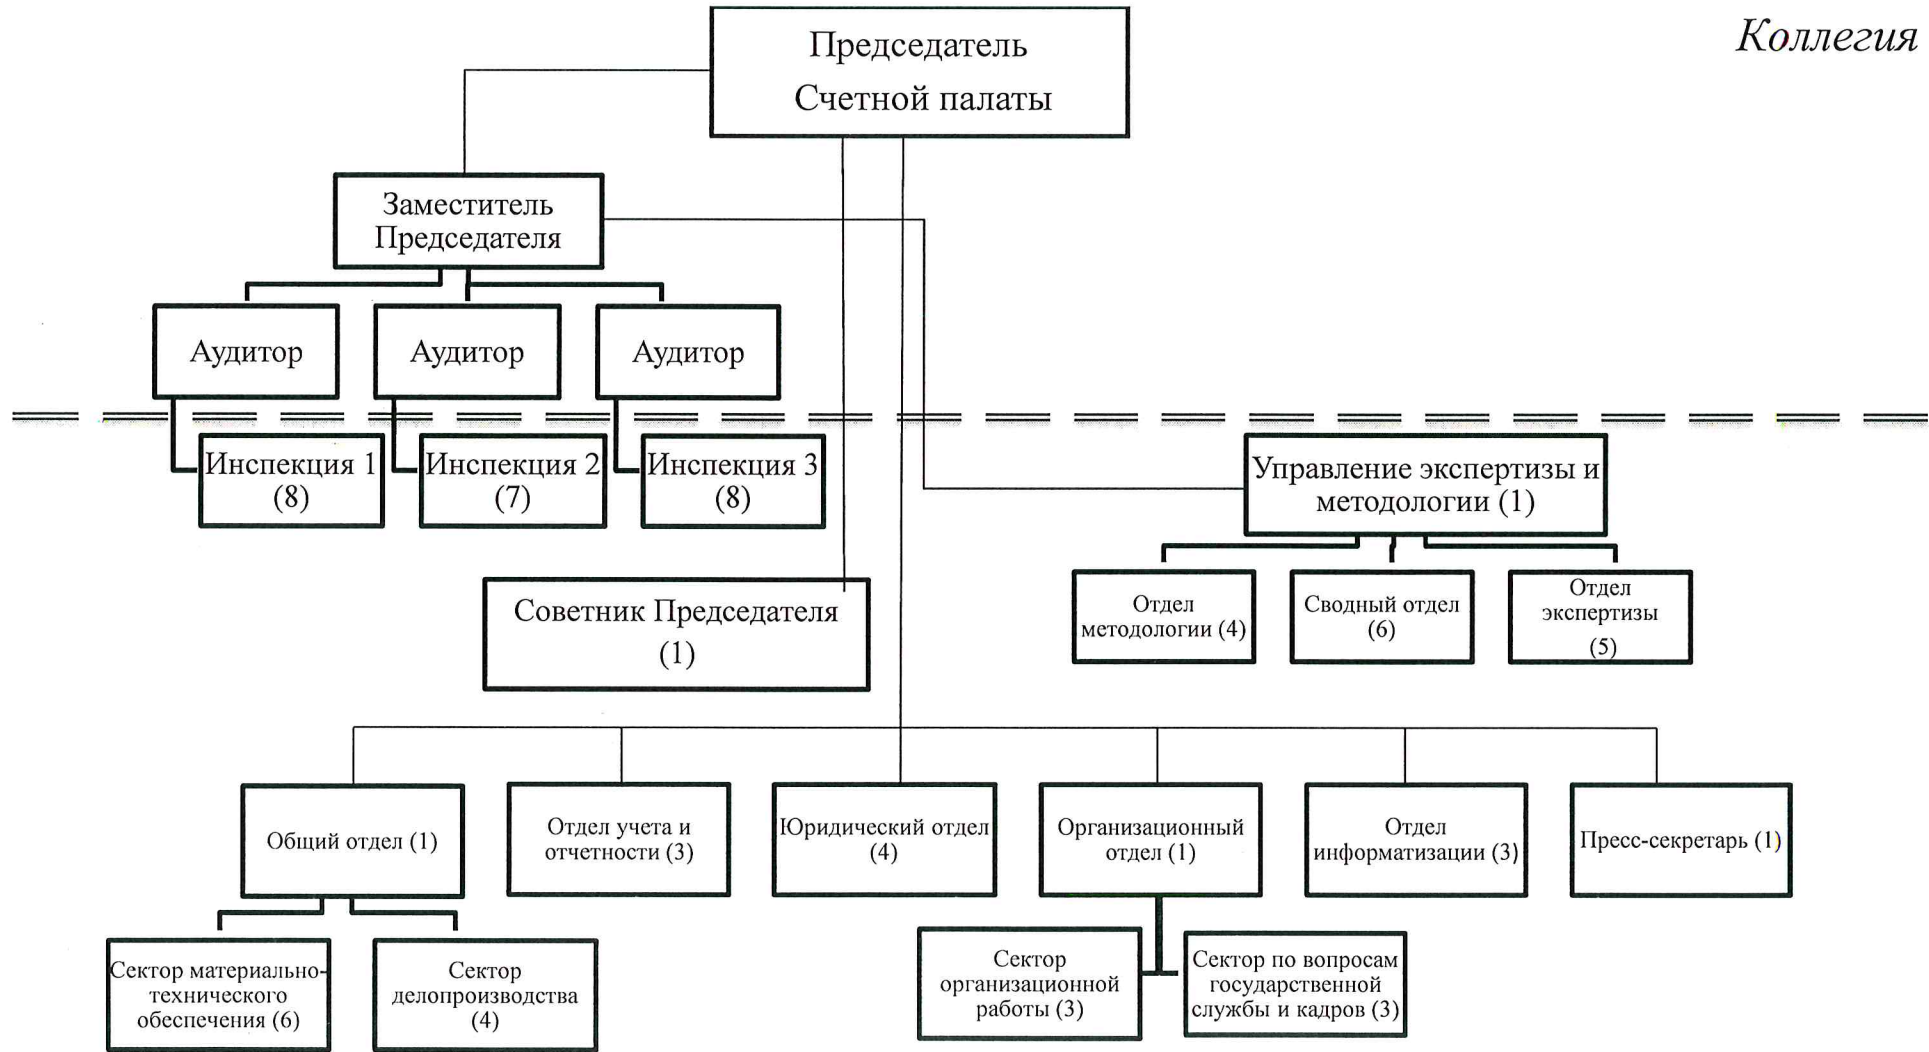 Председатель
Счетной палаты
Коллегия
Заместитель
Председателя
Аудитор
Аудитор
Аудитор
Инспекция 1
(8)
Инспекция 2
(7)
Инспекция 3
(8)
Управление экспертизы и
методологии (1)
Отдел
методологии (4)
Сводный отдел
(6)
Отдел
экспертизы
(5)
Советник Председателя
(1)
Общий отдел (1)
Отдел учета и
отчетности (3)
Юридический отдел
(4)
Организационный
отдел (1)
Отдел
информатизации (3)
Пресс-секретарь (1)
Сектор материально-
технического
обеспечения (6)
Сектор
делопроизводства
(4)
Сектор
организационной
работы (3)
Сектор по вопросам
государственной
службы и кадров (3)